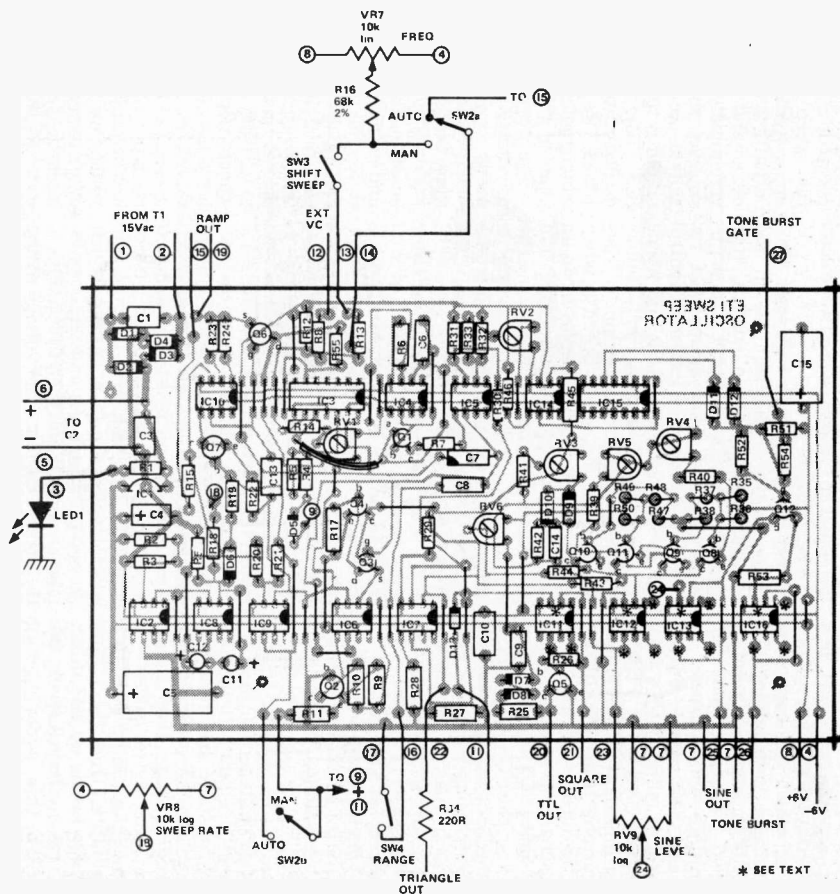 VR7
10k
lin
FREQ
8
4
R16
68k
2%
AUTO
TO 15
SW2a
MAN
SW3
SHIFT
SWEEP
FROM T1
15Vac
RAMP
OUT
EXT
VC
TONE BURST
GATE
1
2
15
19
12
13
14
27
ETI SWEEP
OSCILLATOR
C1
D1
D4
D3
D2
R23
R24
Q6
R12
R8
R55
R13
R6
C6
R31
R33
R32
RV2
C15
6
+
TO
C2
−
5
3
LED1
IC10
IC3
IC4
IC5
R30
R46
IC14
R45
IC15
D11
D12
R51
C3
R14
RV1
R7
C7
C8
RV3
RV5
RV4
R52
R54
R1
R15
Q7
C13
R41
R40
R46
R48
R37
R35
18
R19
R22
9
R17
RV6
D10
D9
R39
R50
R47
R38
R36
Q12
C4
R2
R3
R18
D6
R20
R21
R29
R42
C14
Q10
Q11
Q9
Q8
Q3
R44
R43
R53
24
IC2
IC8
IC9
IC6
IC7
D13
C10
C9
IC11
IC12
IC13
IC16
C12
C11
C5
Q2
R10
R9
R28
R26
D7
D8
Q5
R11
R27
R25
17
16
22
11
20
21
23
7
7
7
25
7
26
8
4
4
7
VR8
10k log
SWEEP RATE
19
TO 9
+
11
MAN
AUTO
SW2b
SW4
RANGE
R34
220R
TRIANGLE
OUT
TTL
OUT
SQUARE
OUT
RV9
10k
log
SINE
LEVE
24
SINE
OUT
TONE BURST
+6V
−6V
* SEE TEXT